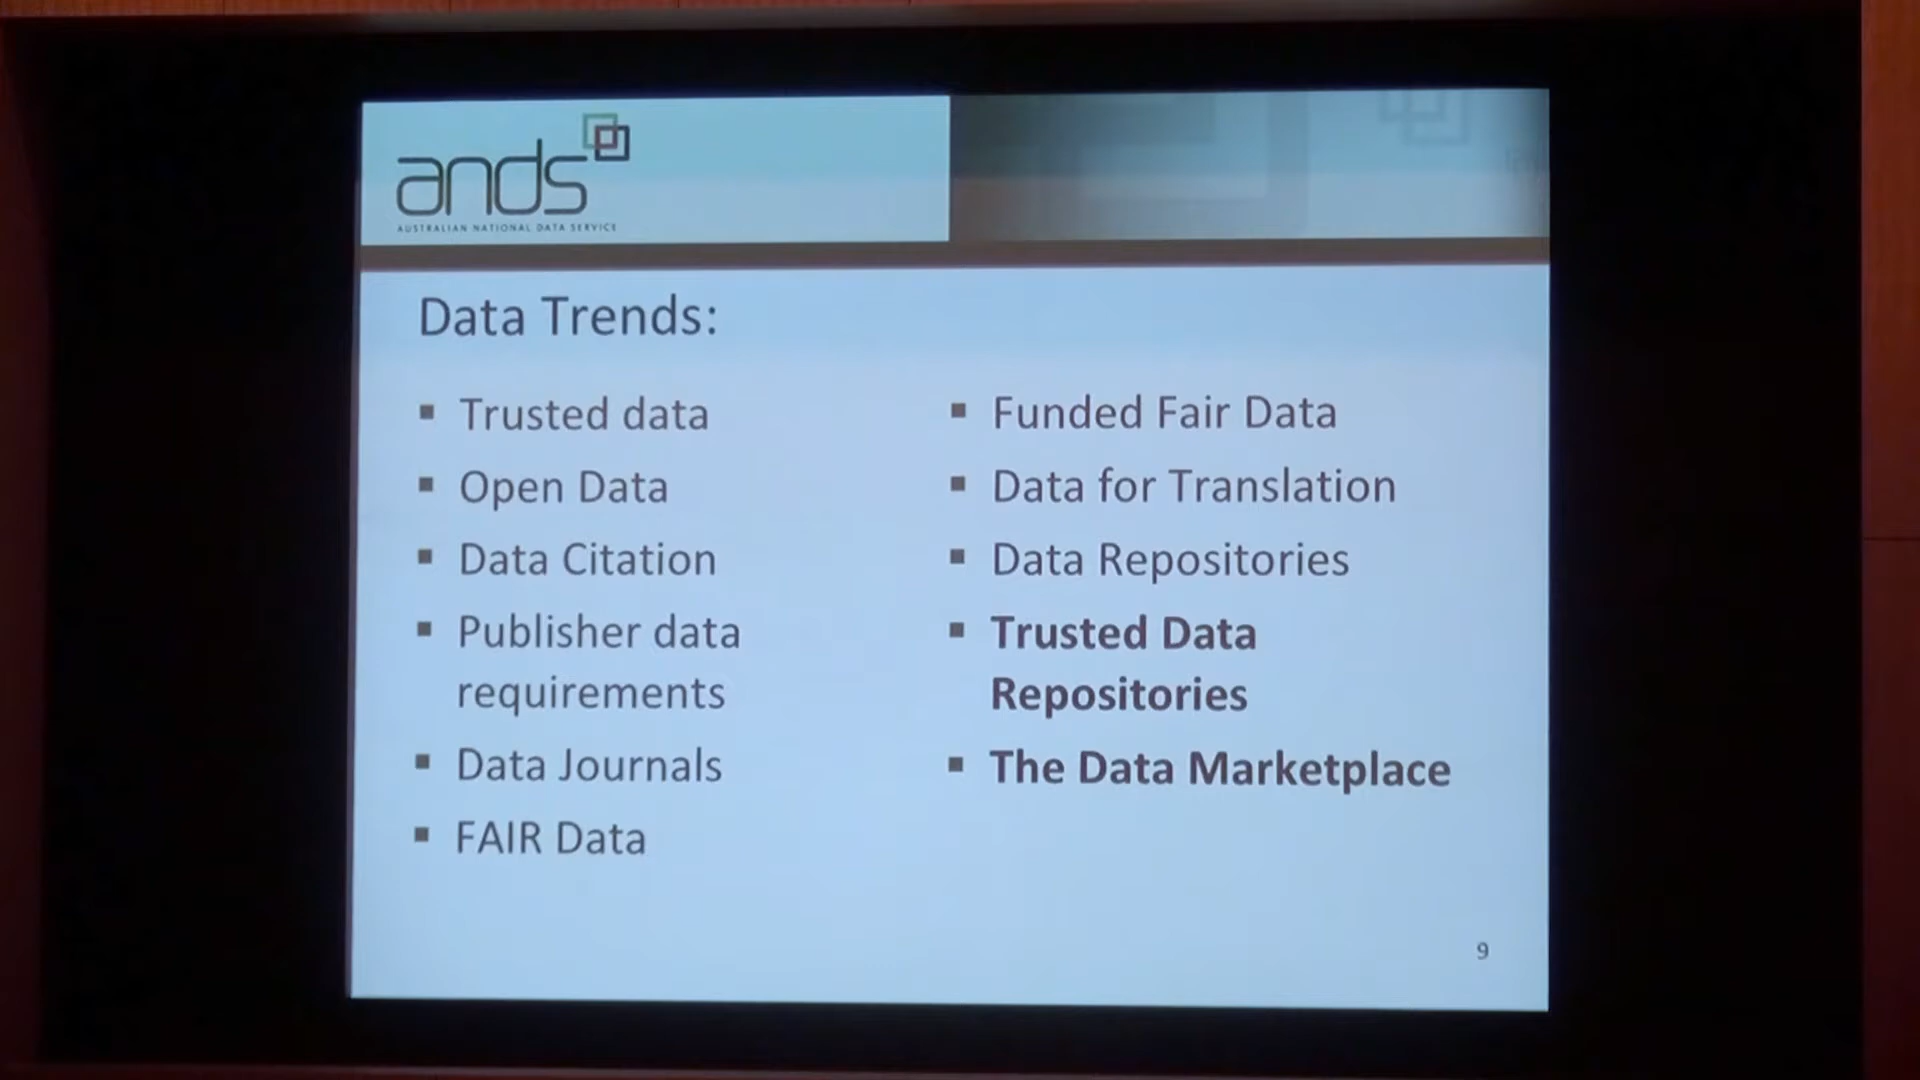 ands
AUSTRALIAN NATIONAL DATA SERVICE
Data Trends:
▪ Trusted data
▪ Open Data
▪ Data Citation
▪ Publisher data
requirements
▪ Data Journals
▪ FAIR Data
▪ Funded Fair Data
▪ Data for Translation
▪ Data Repositories
▪ Trusted Data
Repositories
▪ The Data Marketplace
9